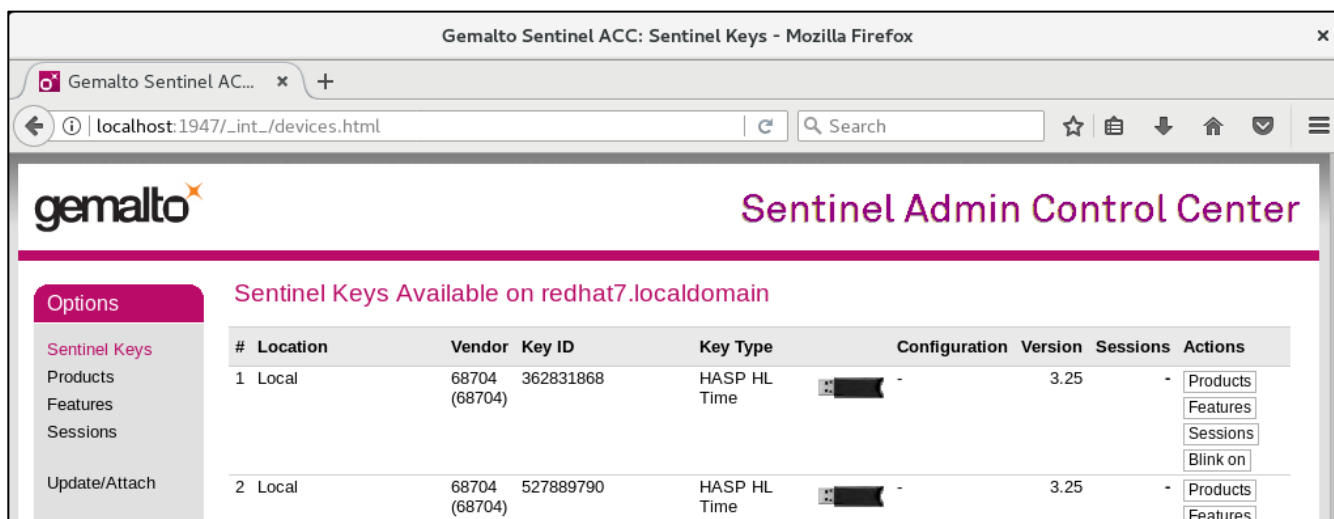 Gemalto Sentinel ACC: Sentinel Keys - Mozilla Firefox
Gemalto Sentinel AC...
localhost:1947/_int_/devices.html
Search
gemalto
Sentinel Admin Control Center
Options
Sentinel Keys
Products
Features
Sessions
Update/Attach
Sentinel Keys Available on redhat7.localdomain
# Location Vendor Key ID Key Type Configuration Version Sessions Actions
1 Local 68704 362831868 HASP HL - 3.25 - Products
(68704) Time
Features
Sessions
Blink on
2 Local 68704 527889790 HASP HL - 3.25 - Products
(68704) Time Features